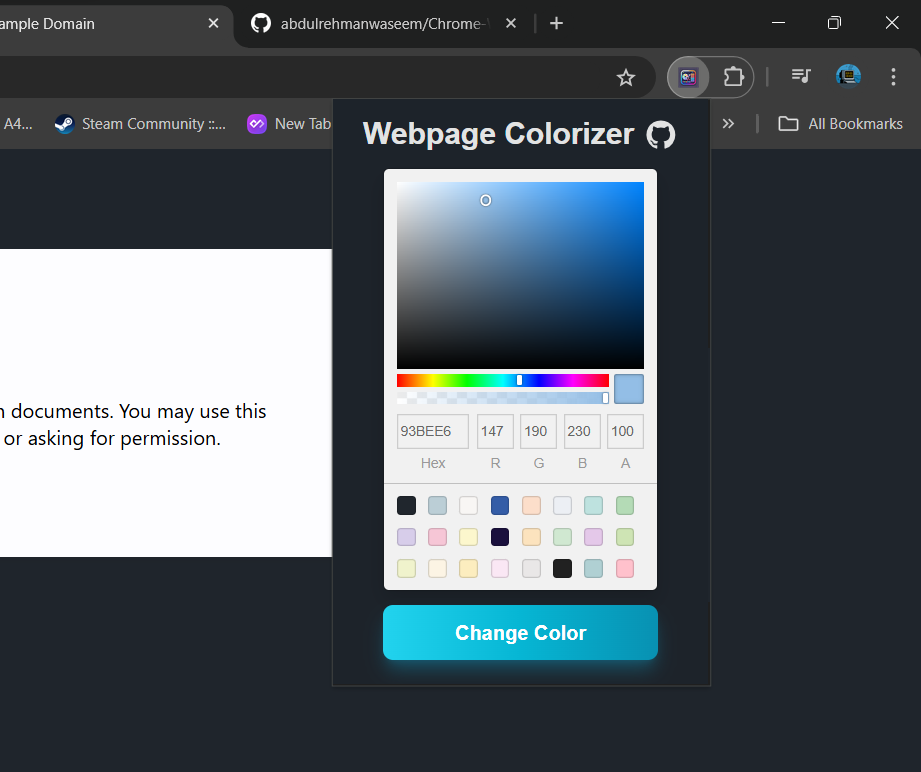 ample Domain
abdulrehmanwaseem/Chrome-
A4...
Steam Community ::...
New Tab
All Bookmarks
Webpage Colorizer
documents. You may use this
or asking for permission.
93BEE6 147 190 230 100
Hex R G B A
Change Color